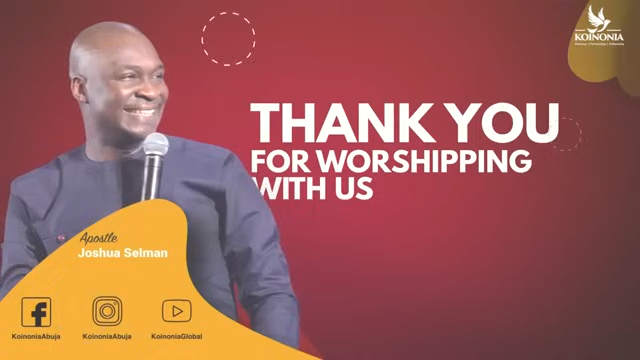 KOINONIA
THANK YOU
FOR WORSHIPPING
WITH US
Apostle
Joshua Selman
KoinoniaAbuja
KoinoniaAbuja
KoinoniaGlobal